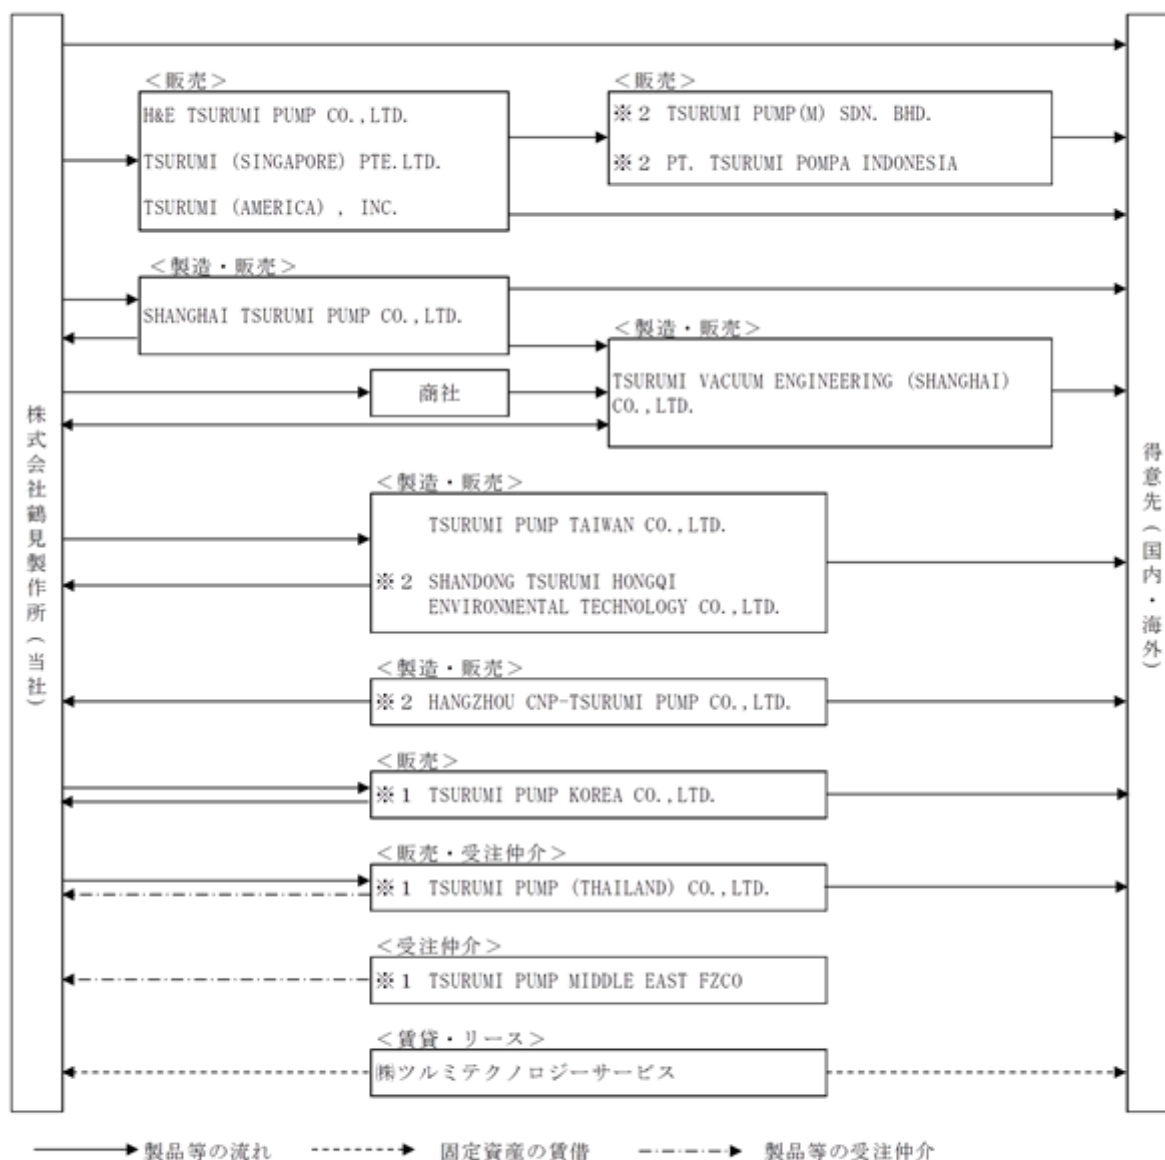 ＜販売＞
H&E TSURUMI PUMP CO.,LTD.
TSURUMI (SINGAPORE) PTE.LTD.
TSURUMI (AMERICA) , INC.
＜販売＞
※２ TSURUMI PUMP(M) SDN. BHD.
※２ PT. TSURUMI POMPA INDONESIA
＜製造・販売＞
SHANGHAI TSURUMI PUMP CO.,LTD.
商社
＜製造・販売＞
TSURUMI VACUUM ENGINEERING (SHANGHAI)
CO.,LTD.
株式会社鶴見製作所（当社）
得意先（国内・海外）
＜製造・販売＞
TSURUMI PUMP TAIWAN CO.,LTD.
※２ SHANDONG TSURUMI HONGQI
ENVIRONMENTAL TECHNOLOGY CO.,LTD.
＜製造・販売＞
※２ HANGZHOU CNP-TSURUMI PUMP CO.,LTD.
＜販売＞
※１ TSURUMI PUMP KOREA CO.,LTD.
＜販売・受注仲介＞
※１ TSURUMI PUMP (THAILAND) CO.,LTD.
＜受注仲介＞
※１ TSURUMI PUMP MIDDLE EAST FZCO
＜賃貸・リース＞
㈱ツルミテクノロジーサービス
製品等の流れ 固定資産の賃借 製品等の受注仲介